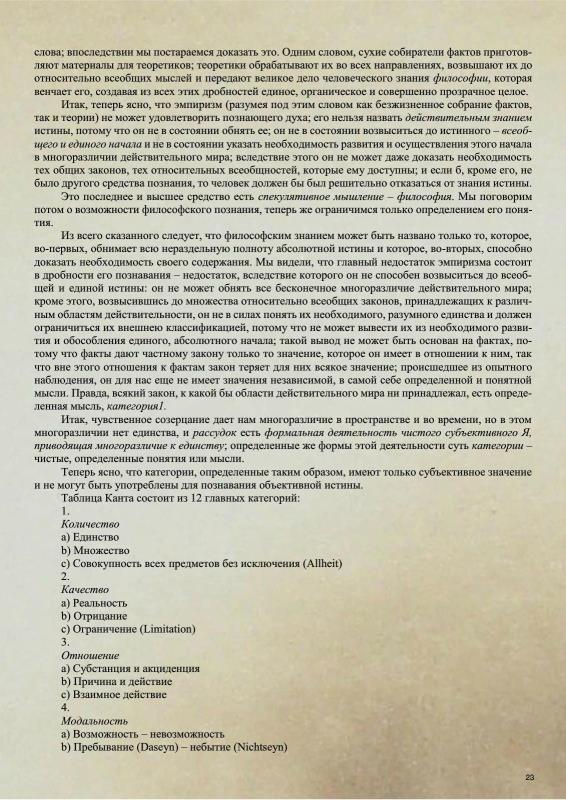 слова; впоследствии мы постараемся доказать это. Одним словом, сухие собиратели фактов приготов-
ляют материалы для теоретиков; теоретики обрабатывают их во всех направлениях, возвышают их до
относительно всеобщих мыслей и передают великое дело человеческого знания философии, которая
венчает его, создавая из всех этих дробностей единое, органическое и совершенно прозрачное целое.
Итак, теперь ясно, что эмпиризм (разумея под этим словом как безжизненное собрание фактов,
так и теории) не может удовлетворить познающего духа; его нельзя назвать действительным знанием
истины, потому что он не в состоянии обнять ее; он не в состоянии возвыситься до истинного – всеоб-
щего и единого начала и не в состоянии указать необходимость развития и осуществления этого начала
в многоразличии действительного мира; вследствие этого он не может даже доказать необходимость
тех общих законов, тех относительных всеобщностей, которые ему доступны; и если б, кроме его, не
было другого средства познания, то человек должен бы был решительно отказаться от знания истины.
Это последнее и высшее средство есть спекулятивное мышление – философия. Мы поговорим
потом о возможности философского познания, теперь же ограничимся только определением его поня-
тия.
Из всего сказанного следует, что философским знанием может быть названо только то, которое,
во-первых, обнимает всю нераздельную полноту абсолютной истины и которое, во-вторых, способно
доказать необходимость своего содержания. Мы видели, что главный недостаток эмпиризма состоит
в дробности его познавания – недостаток, вследствие которого он не способен возвыситься до всеоб-
щей и единой истины: он не может обнять все бесконечное многоразличие действительного мира;
кроме этого, возвысившись до множества относительно всеобщих законов, принадлежащих к различ-
ным областям действительности, он не в силах понять их необходимого, разумного единства и должен
ограничиться их внешнею классификацией, потому что не может вывести их из необходимого разви-
тия и обособления единого, абсолютного начала; такой вывод не может быть основан на фактах, по-
тому что факты дают частному закону только то значение, которое он имеет в отношении к ним, так
что вне этого отношения к фактам закон теряет для них всякое значение; происшедшее из опытного
наблюдения, он для нас еще не имеет значения независимой, в самой себе определенной и понятной
мысли. Правда, всякий закон, к какой бы области действительного мира ни принадлежал, есть опреде-
ленная мысль, категория1.
Итак, чувственное созерцание дает нам многоразличие в пространстве и во времени, но в этом
многоразличии нет единства, и рассудок есть формальная деятельность чистого субъективного Я,
приводящая многоразличие к единству; определенные же формы этой деятельности суть категории –
чистые, определенные понятия или мысли.
Теперь ясно, что категории, определенные таким образом, имеют только субъективное значение
и не могут быть употреблены для познавания объективной истины.
Таблица Канта состоит из 12 главных категорий:
1.
Количество
a) Единство
b) Множество
c) Совокупность всех предметов без исключения (Allheit)
2.
Качество
a) Реальность
b) Отрицание
c) Ограничение (Limitation)
3.
Отношение
a) Субстанция и акциденция
b) Причина и действие
c) Взаимное действие
4.
Модальность
a) Возможность – невозможность
b) Пребывание (Daseyn) – небытие (Nichtseyn)
23